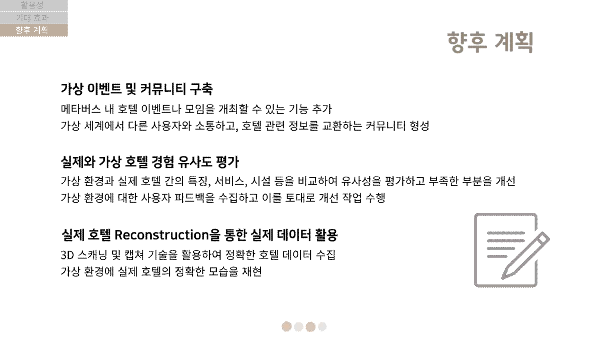 활용성
기대 효과
향후 계획
향후 계획
가상 이벤트 및 커뮤니티 구축
메타버스 내 호텔 이벤트나 모임을 개최할 수 있는 기능 추가
가상 세계에서 다른 사용자와 소통하고, 호텔 관련 정보를 교환하는 커뮤니티 형성
실제와 가상 호텔 경험 유사도 평가
가상 환경과 실제 호텔 간의 특징, 서비스, 시설 등을 비교하여 유사성을 평가하고 부족한 부분을 개선
가상 환경에 대한 사용자 피드백을 수집하고 이를 토대로 개선 작업 수행
실제 호텔 Reconstruction을 통한 실제 데이터 활용
3D 스캐닝 및 캡쳐 기술을 활용하여 정확한 호텔 데이터 수집
가상 환경에 실제 호텔의 정확한 모습을 재현